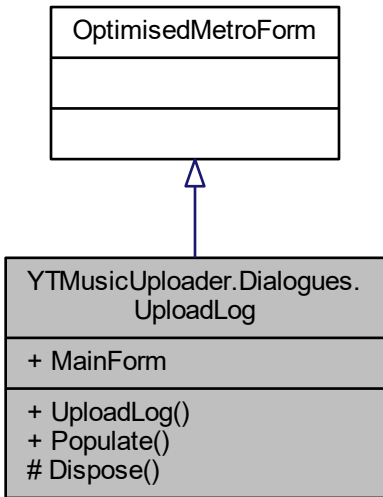 OptimisedMetroForm
YTMusicUploader.Dialogues.
UploadLog
+ MainForm
+ UploadLog()
+ Populate()
# Dispose()